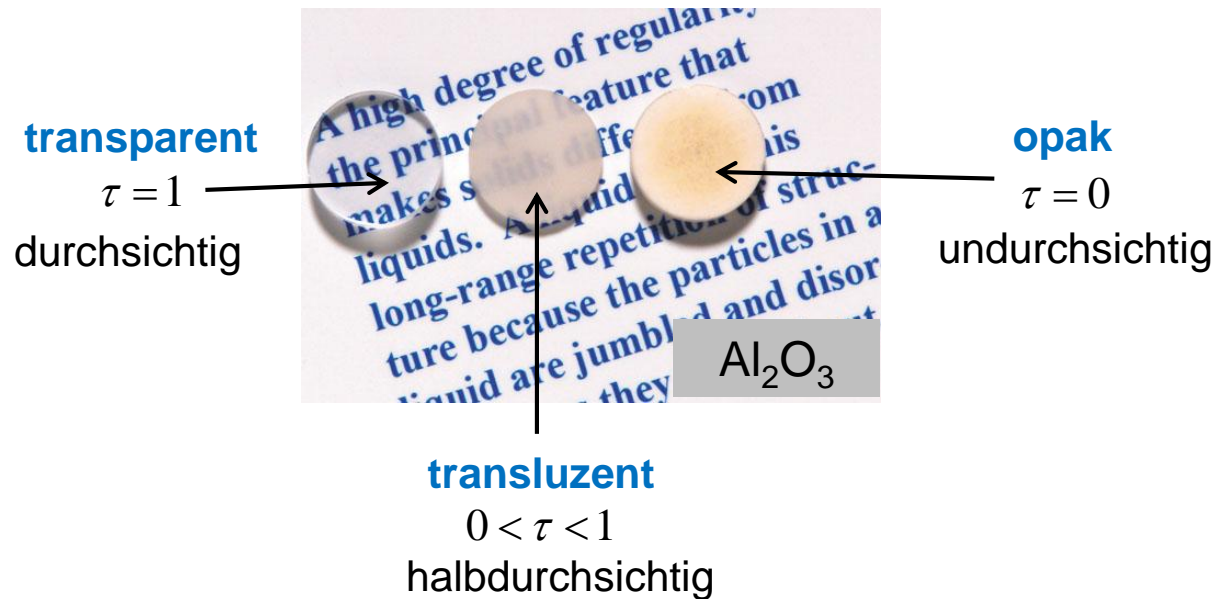 A high degree of regularity
the principal feature that
makes solids differ from
liquids. A liquid this
long-range repetition of struc-
ture because the particles in a
liquid are jumbled and disor
they
transparent
τ = 1
durchsichtig
opak
τ = 0
undurchsichtig
Al₂O₃
transluzent
0 < τ < 1
halbdurchsichtig